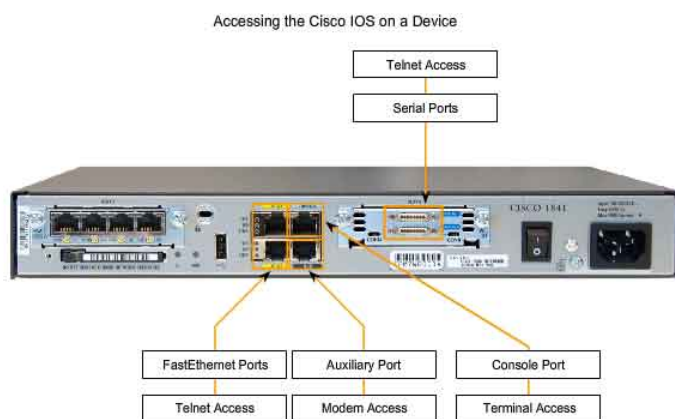 Accessing the Cisco IOS on a Device
Telnet Access
Serial Ports
CISCO 1841
FastEthernet Ports
Auxiliary Port
Console Port
Telnet Access
Modem Access
Terminal Access